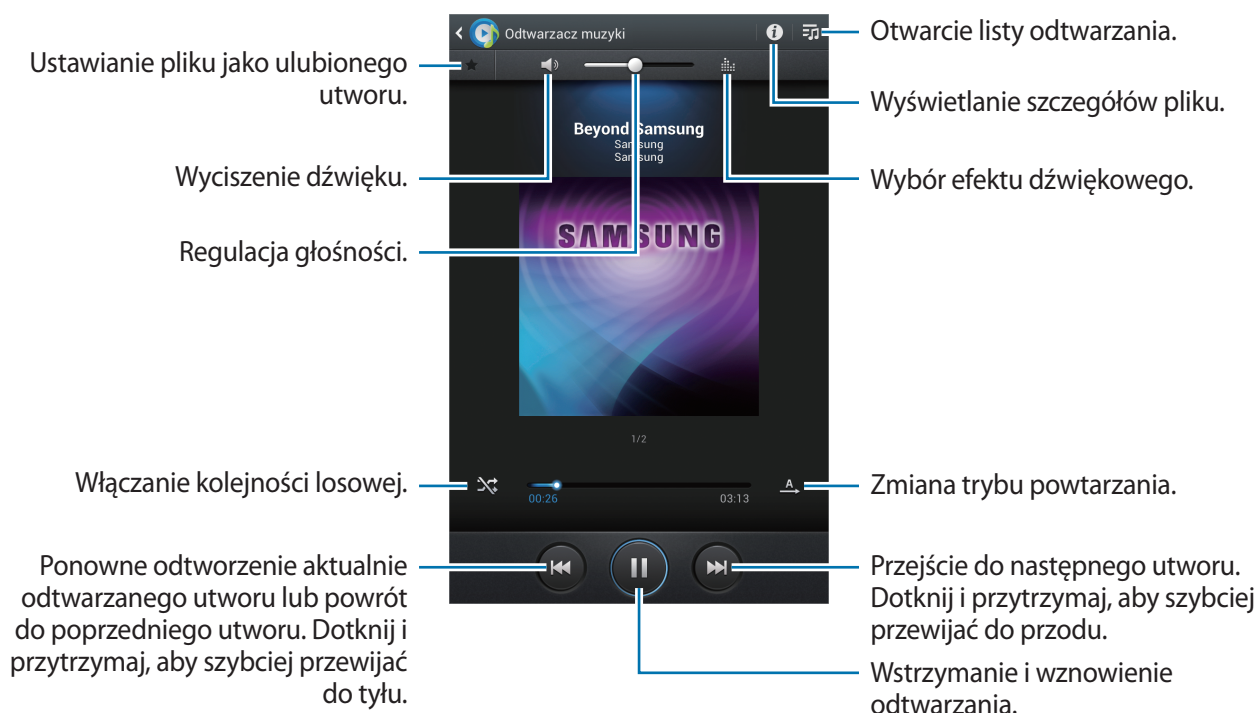 Odtwarzacz muzyki
Otwarcie listy odtwarzania.
Ustawianie pliku jako ulubionego
utworu.
Wyświetlanie szczegółów pliku.
Beyond Samsung
Samsung
Samsung
Wyciszenie dźwięku.
Wybór efektu dźwiękowego.
SAMSUNG
Regulacja głośności.
1/2
Włączanie kolejności losowej.
00:26
03:13
A
Zmiana trybu powtarzania.
Ponowne odtworzenie aktualnie
odtwarzanego utworu lub powrót
do poprzedniego utworu. Dotknij i
przytrzymaj, aby szybciej przewijać
do tyłu.
Przejście do następnego utworu.
Dotknij i przytrzymaj, aby szybciej
przewijać do przodu.
Wstrzymanie i wznowienie
odtwarzania.